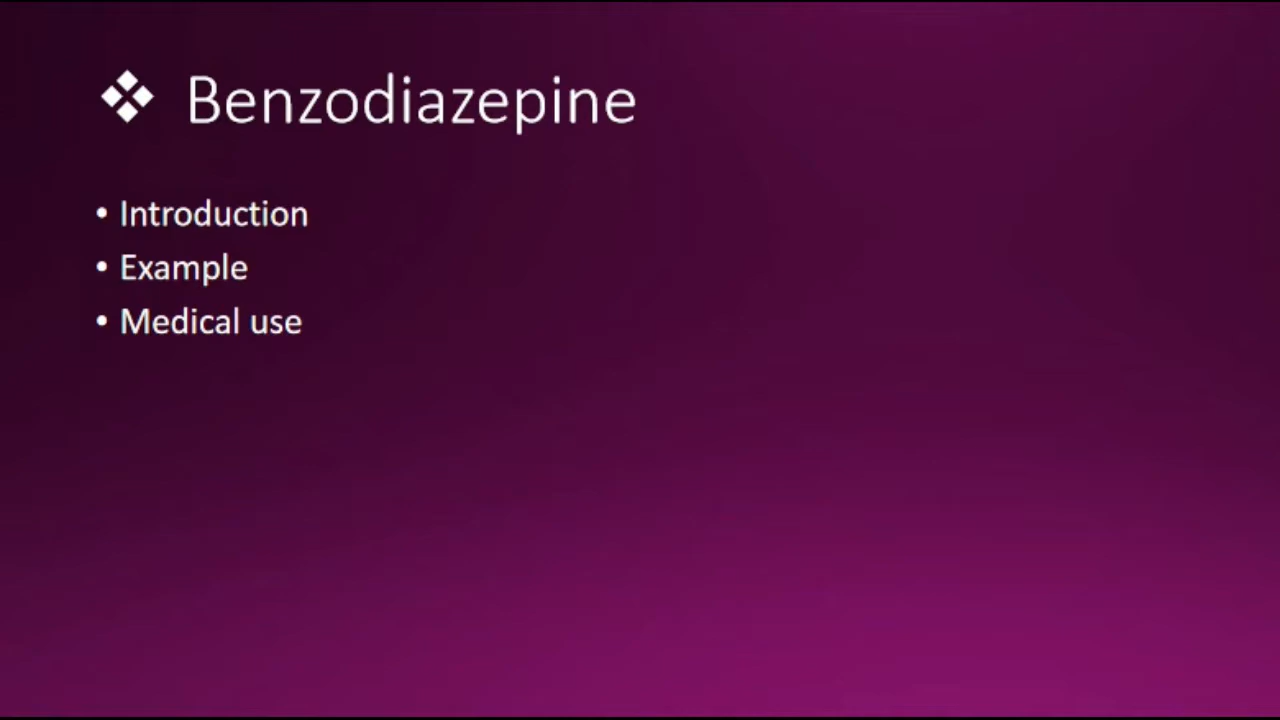 ❖ Benzodiazepine
• Introduction
• Example
• Medical use